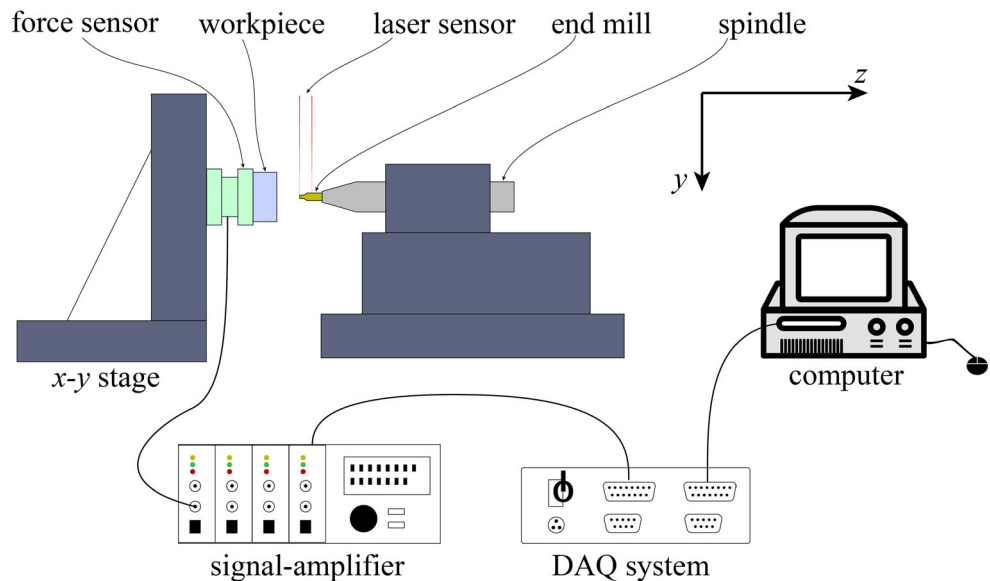 force sensor
workpiece
laser sensor
end mill
spindle
z
y
x-y stage
computer
signal-amplifier
DAQ system